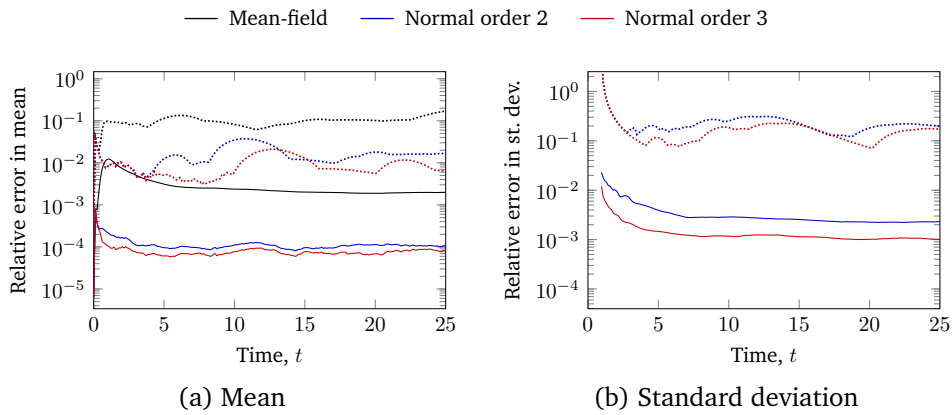 Mean-field Normal order 2 Normal order 3
Relative error in mean
10^0
10^−1
10^−2
10^−3
10^−4
10^−5
0 5 10 15 20 25
Time, t
(a) Mean
Relative error in st. dev.
10^0
10^−1
10^−2
10^−3
10^−4
0 5 10 15 20 25
Time, t
(b) Standard deviation